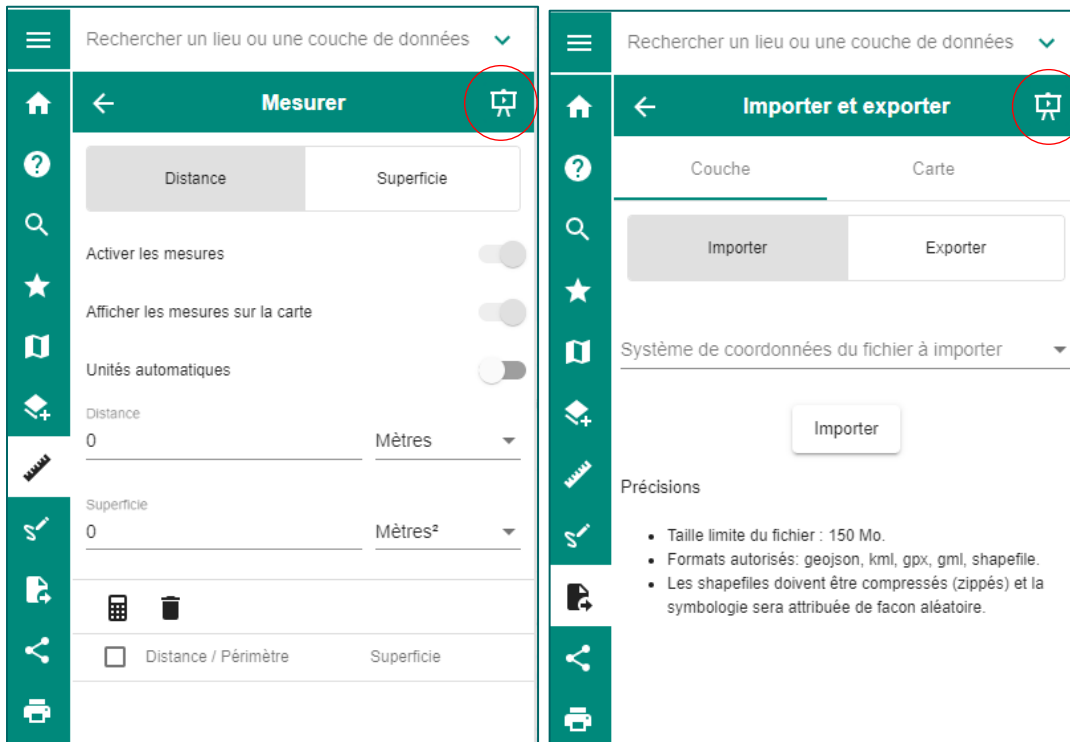 Rechercher un lieu ou une couche de données
Mesurer
Distance
Superficie
Activer les mesures
Afficher les mesures sur la carte
Unités automatiques
Distance
0
Mètres
Superficie
0
Mètres²
Distance / Périmètre
Superficie
Rechercher un lieu ou une couche de données
Importer et exporter
Couche
Carte
Importer
Exporter
Système de coordonnées du fichier à importer
Importer
Précisions
• Taille limite du fichier : 150 Mo.
• Formats autorisés: geojson, kml, gpx, gml, shapefile.
• Les shapefiles doivent être compressés (zippés) et la
symbologie sera attribuée de facon aléatoire.